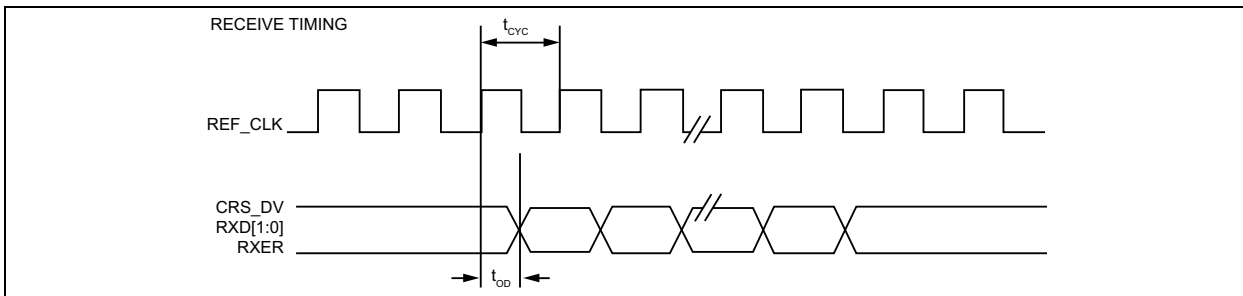 RECEIVE TIMING
tCYC
REF_CLK
CRS_DV
RXD[1:0]
RXER
tOD